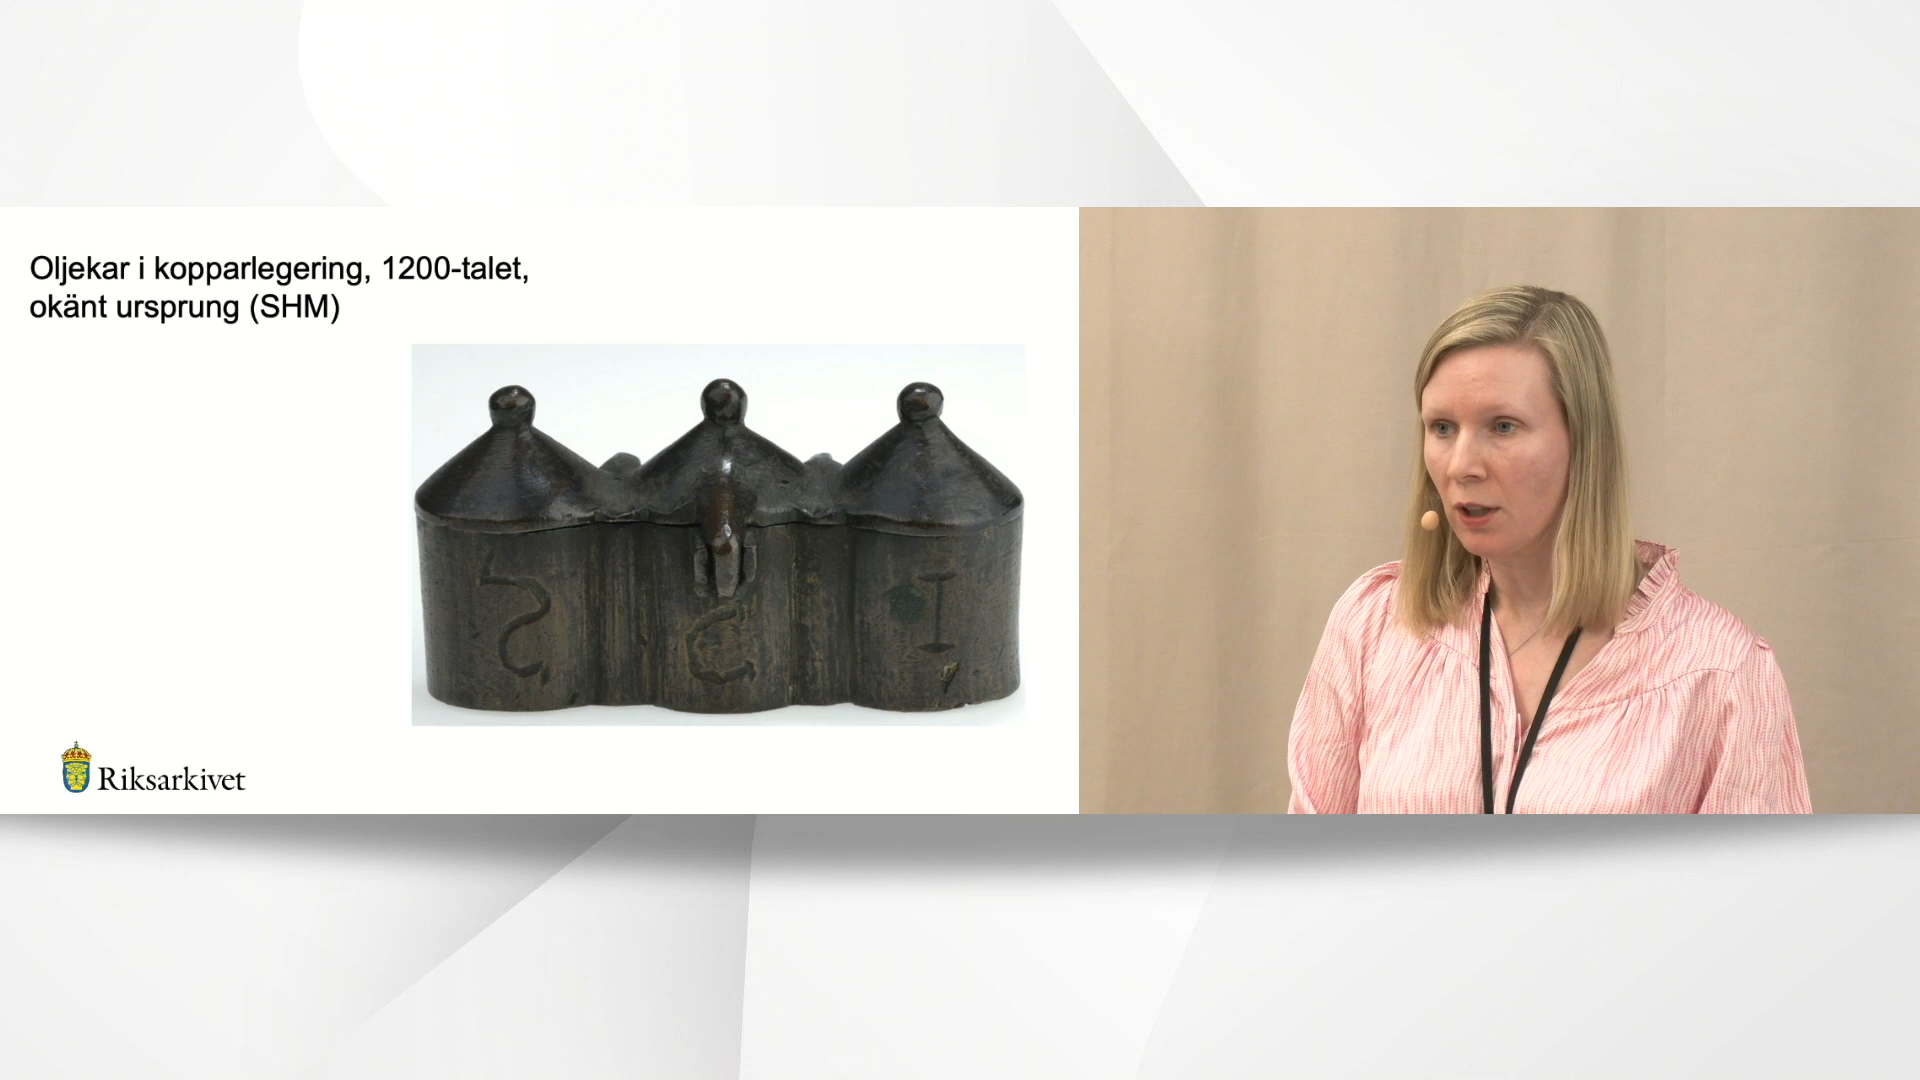 Oljekar i kopparlegering, 1200-talet,
okänt ursprung (SHM)
Riksarkivet